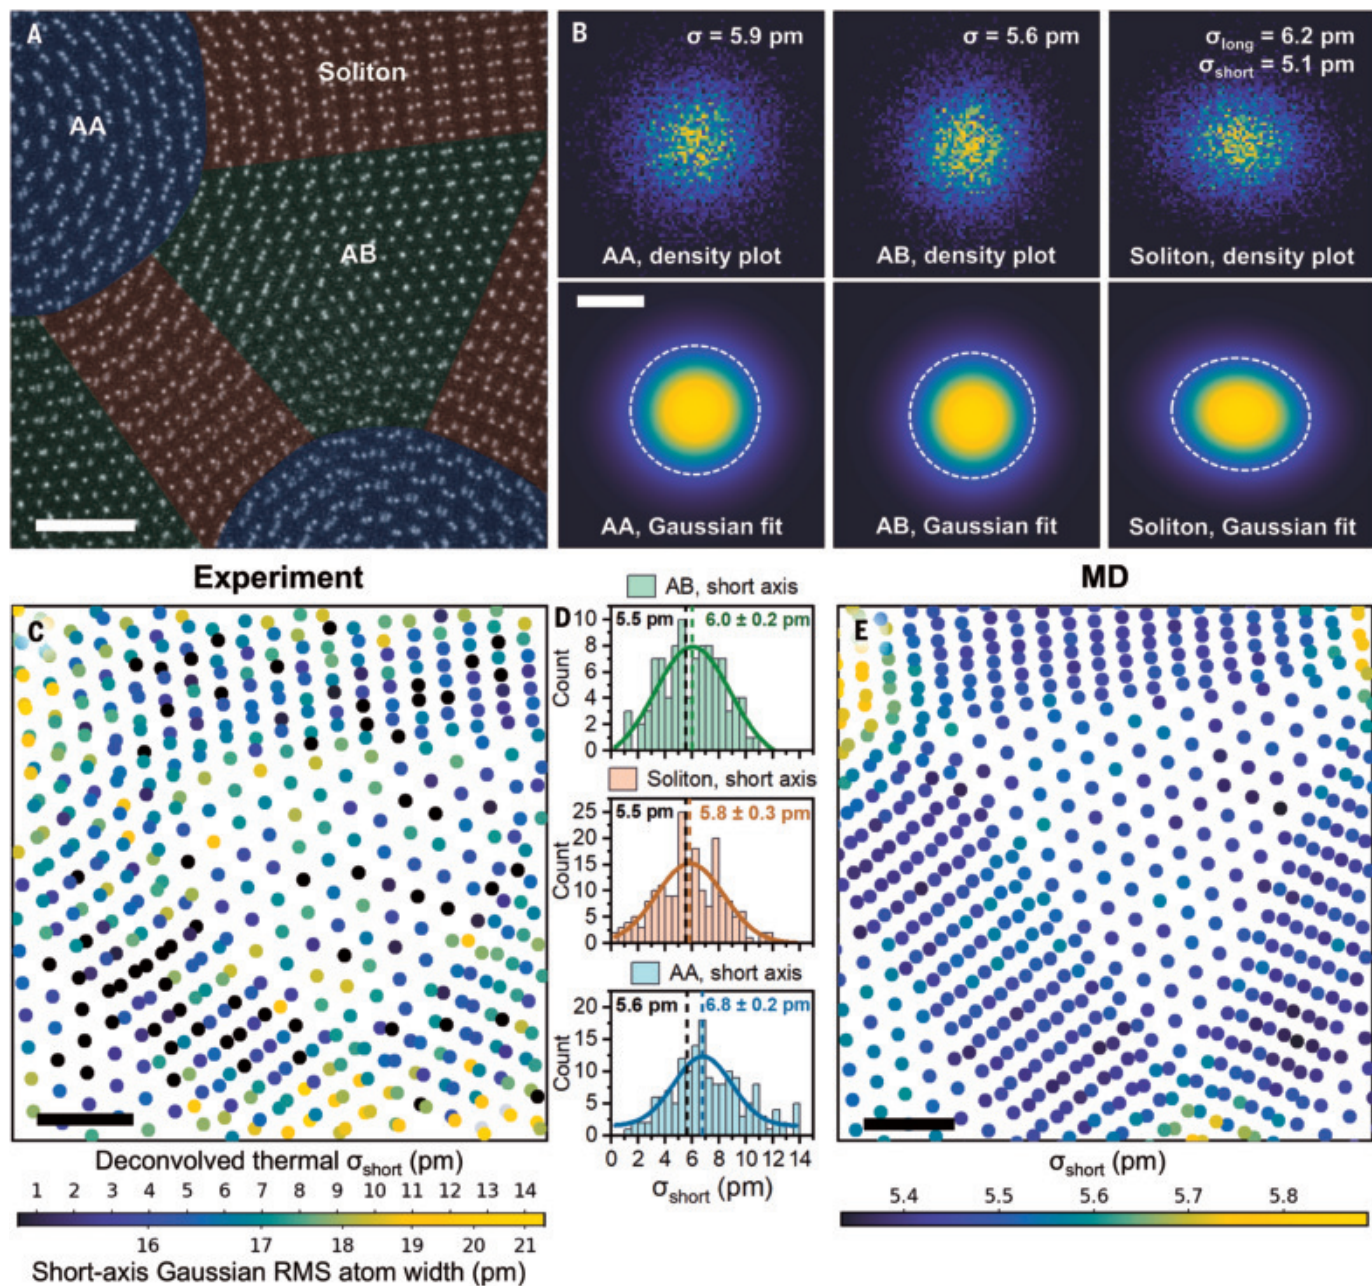 A
AA
Soliton
AB
B
σ = 5.9 pm
AA, density plot
σ = 5.6 pm
AB, density plot
σlong = 6.2 pm
σshort = 5.1 pm
Soliton, density plot
AA, Gaussian fit
AB, Gaussian fit
Soliton, Gaussian fit
Experiment
C
Deconvolved thermal σshort (pm)
1 2 3 4 5 6 7 8 9 10 11 12 13 14
16 17 18 19 20 21
Short-axis Gaussian RMS atom width (pm)
D
AB, short axis
5.5 pm
6.0 ± 0.2 pm
Count
10
8
6
4
2
0
Soliton, short axis
5.5 pm
5.8 ± 0.3 pm
Count
25
20
15
10
5
0
AA, short axis
5.6 pm
6.8 ± 0.2 pm
Count
20
15
10
5
0
0 2 4 6 8 10 12 14
σshort (pm)
MD
E
σshort (pm)
5.4 5.5 5.6 5.7 5.8